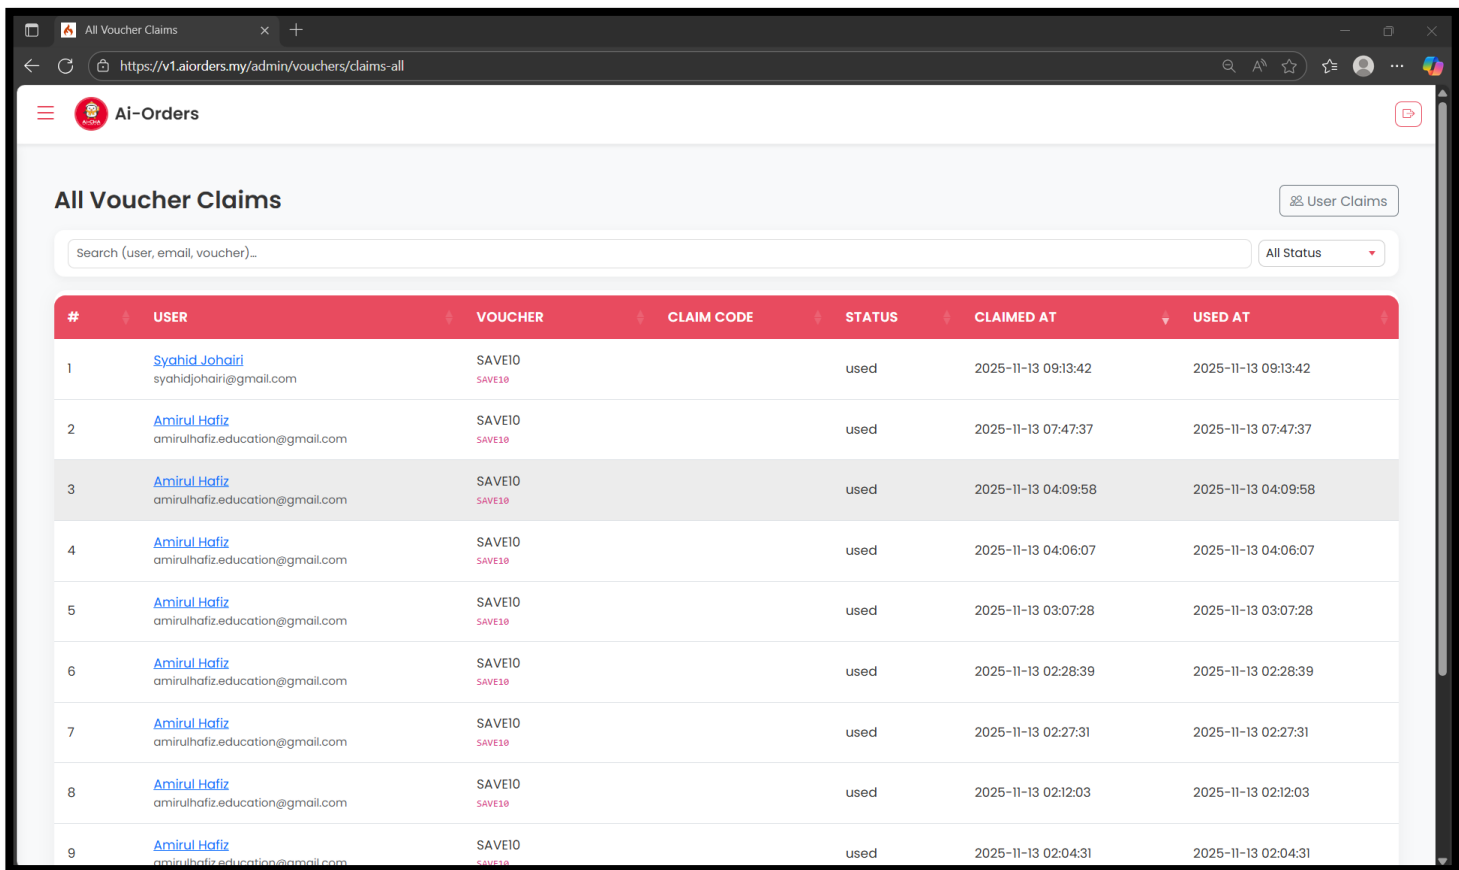 All Voucher Claims
https://v1.aiorders.my/admin/vouchers/claims-all
Ai-Orders
All Voucher Claims
User Claims
Search (user, email, voucher)...
All Status
# USER VOUCHER CLAIM CODE STATUS CLAIMED AT USED AT
1 Syahid Johairi SAVE10 used 2025-11-13 09:13:42 2025-11-13 09:13:42
syahidjohairi@gmail.com SAVE10
2 Amirul Hafiz SAVE10 used 2025-11-13 07:47:37 2025-11-13 07:47:37
amirulhafiz.education@gmail.com SAVE10
3 Amirul Hafiz SAVE10 used 2025-11-13 04:09:58 2025-11-13 04:09:58
amirulhafiz.education@gmail.com SAVE10
4 Amirul Hafiz SAVE10 used 2025-11-13 04:06:07 2025-11-13 04:06:07
amirulhafiz.education@gmail.com SAVE10
5 Amirul Hafiz SAVE10 used 2025-11-13 03:07:28 2025-11-13 03:07:28
amirulhafiz.education@gmail.com SAVE10
6 Amirul Hafiz SAVE10 used 2025-11-13 02:28:39 2025-11-13 02:28:39
amirulhafiz.education@gmail.com SAVE10
7 Amirul Hafiz SAVE10 used 2025-11-13 02:27:31 2025-11-13 02:27:31
amirulhafiz.education@gmail.com SAVE10
8 Amirul Hafiz SAVE10 used 2025-11-13 02:12:03 2025-11-13 02:12:03
amirulhafiz.education@gmail.com SAVE10
9 Amirul Hafiz SAVE10 used 2025-11-13 02:04:31 2025-11-13 02:04:31
amirulhafiz.education@gmail.com SAVE10